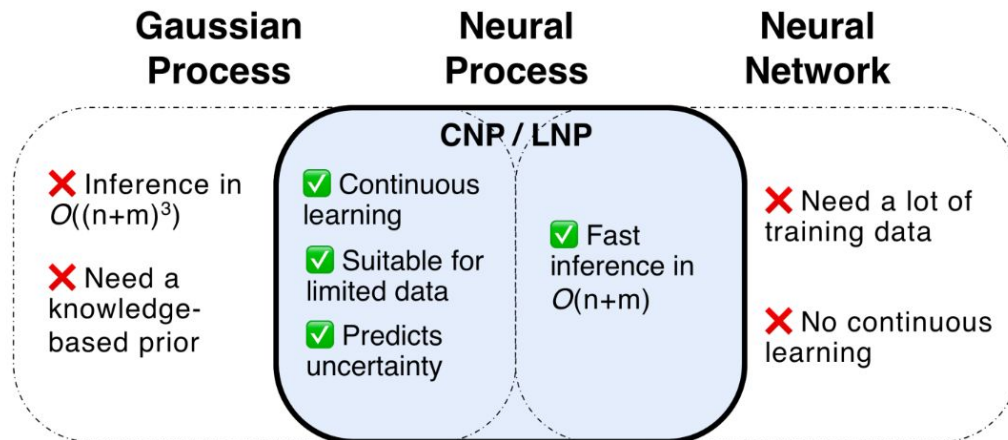 Gaussian
Process
Neural
Process
Neural
Network
CNP / LNP
❌ Inference in
O((n+m)³)
❌ Need a
knowledge-
based prior
✅ Continuous
learning
✅ Suitable for
limited data
✅ Predicts
uncertainty
✅ Fast
inference in
O(n+m)
❌ Need a lot of
training data
❌ No continuous
learning